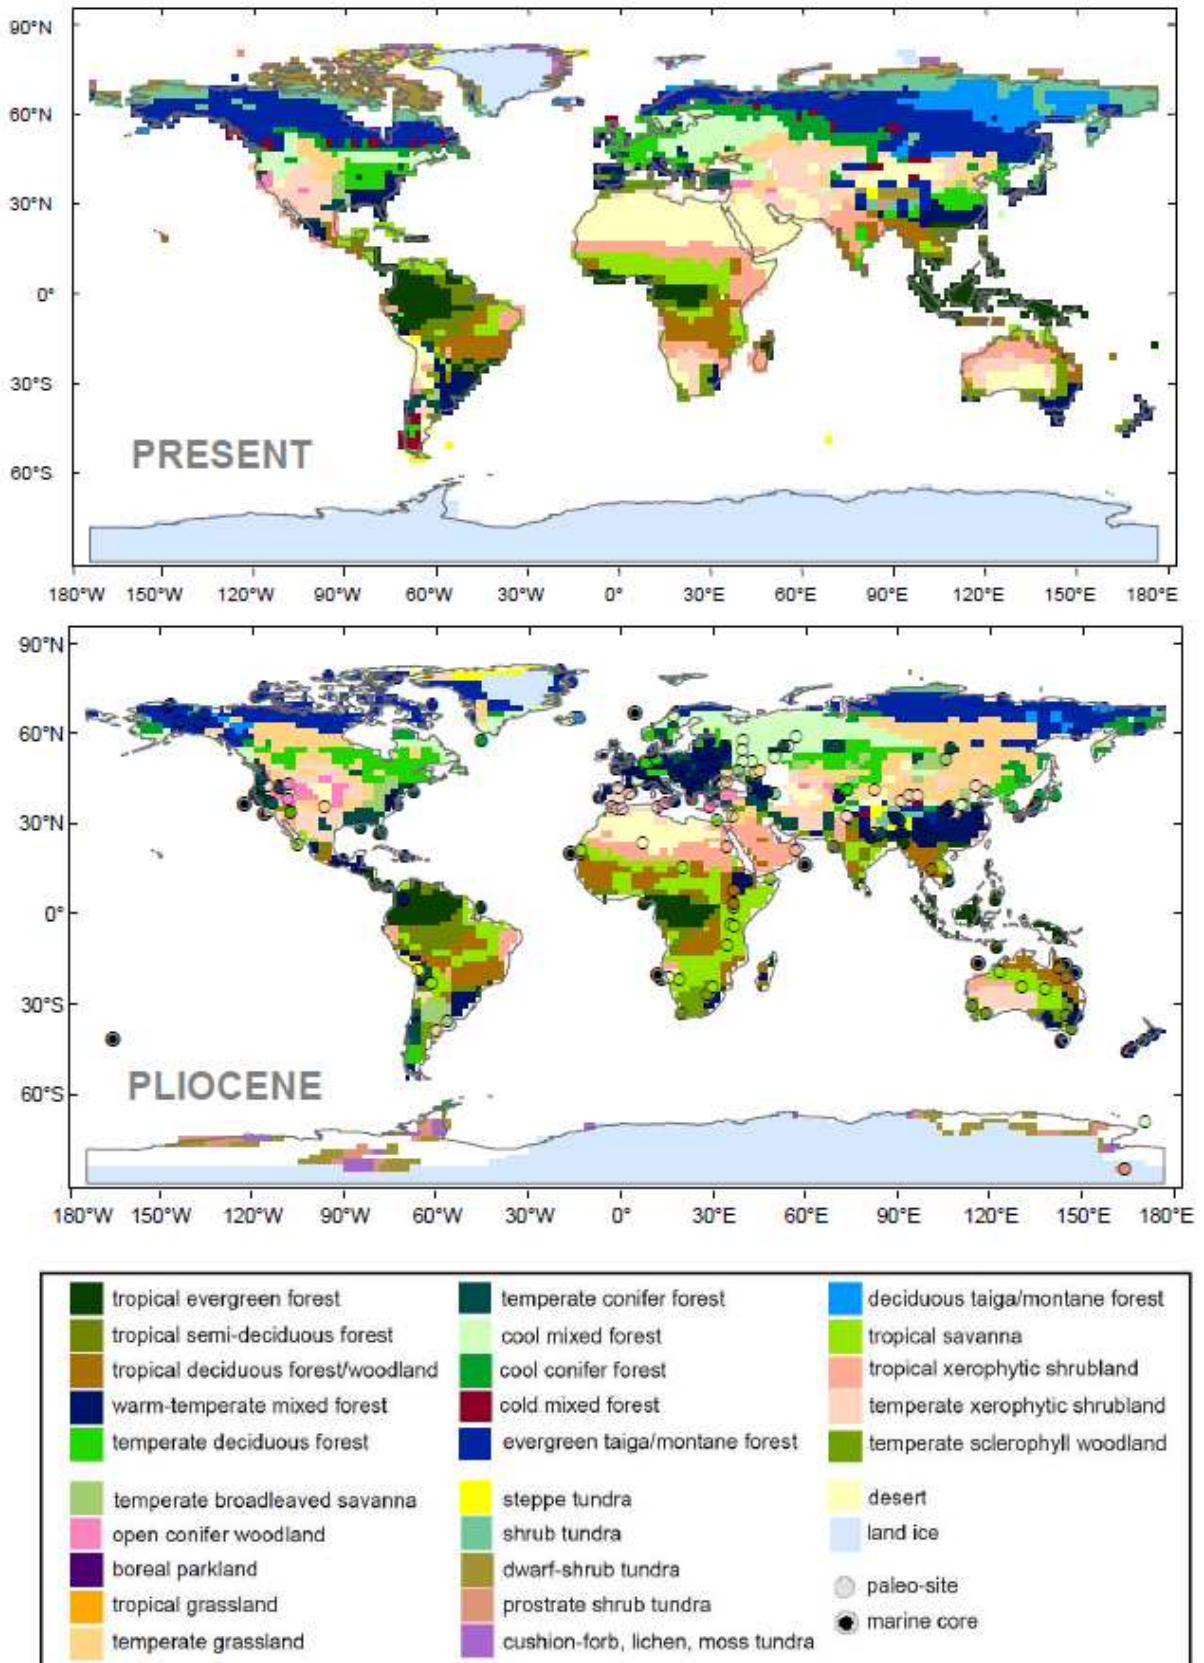 90°N
60°N
30°N
0°
30°S
60°S
PRESENT
180°W 150°W 120°W 90°W 60°W 30°W 0° 30°E 60°E 90°E 120°E 150°E 180°E
90°N
60°N
30°N
0°
30°S
60°S
PLIOCENE
180°W 150°W 120°W 90°W 60°W 30°W 0° 30°E 60°E 90°E 120°E 150°E 180°E
tropical evergreen forest
tropical semi-deciduous forest
tropical deciduous forest/woodland
warm-temperate mixed forest
temperate deciduous forest
temperate broadleaved savanna
open conifer woodland
boreal parkland
tropical grassland
temperate grassland
temperate conifer forest
cool mixed forest
cool conifer forest
cold mixed forest
evergreen taiga/montane forest
steppe tundra
shrub tundra
dwarf-shrub tundra
prostrate shrub tundra
cushion-forb, lichen, moss tundra
deciduous taiga/montane forest
tropical savanna
tropical xerophytic shrubland
temperate xerophytic shrubland
temperate sclerophyll woodland
desert
land ice
paleo-site
marine core